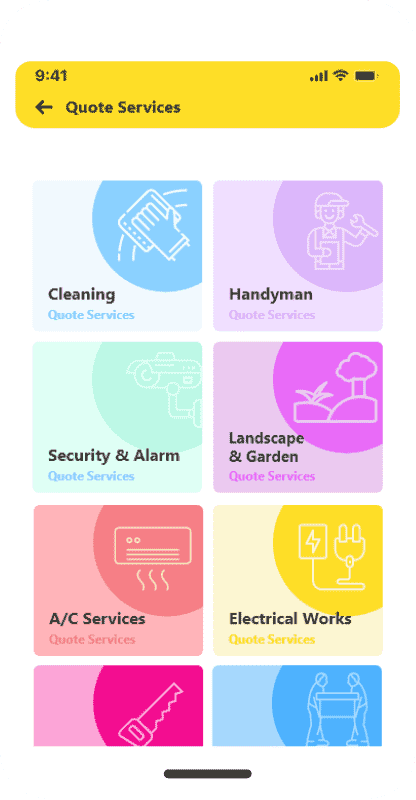 9:41
Quote Services
Cleaning
Quote Services
Handyman
Quote Services
Security & Alarm
Quote Services
Landscape
& Garden
Quote Services
A/C Services
Quote Services
Electrical Works
Quote Services